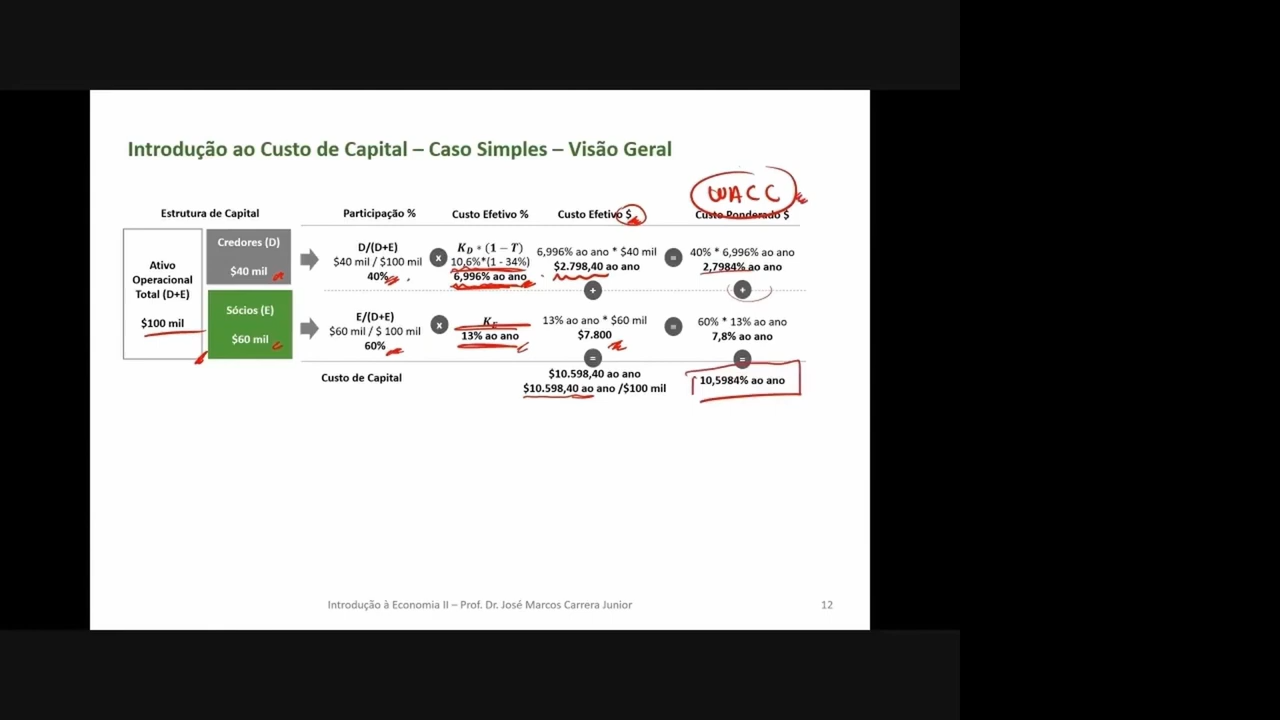 Introdução ao Custo de Capital – Caso Simples – Visão Geral
WACC
Estrutura de Capital
Participação %
Custo Efetivo %
Custo Efetivo $
Custo Ponderado $
Ativo
Operacional
Total (D+E)
$100 mil
Credores (D)
$40 mil
D/(D+E)
$40 mil / $100 mil
40%
x
K_D * (1 − T)
10,6%*(1 - 34%)
6,996% ao ano
6,996% ao ano * $40 mil
$2.798,40 ao ano
=
40% * 6,996% ao ano
2,7984% ao ano
+
+
Sócios (E)
$60 mil
E/(D+E)
$60 mil / $ 100 mil
60%
x
13% ao ano
13% ao ano * $60 mil
$7.800
=
60% * 13% ao ano
7,8% ao ano
=
=
Custo de Capital
$10.598,40 ao ano
$10.598,40 ao ano /$100 mil
10,5984% ao ano
Introdução à Economia II – Prof. Dr. José Marcos Carrera Junior
12